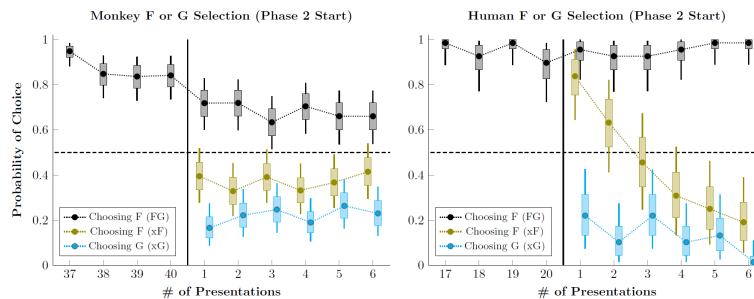 Monkey F or G Selection (Phase 2 Start)
Probability of Choice
1
0.8
0.6
0.4
0.2
0
Choosing F (FG)
Choosing F (xF)
Choosing G (xG)
37 38 39 40 1 2 3 4 5 6
# of Presentations
Human F or G Selection (Phase 2 Start)
1
0.8
0.6
0.4
0.2
0
Choosing F (FG)
Choosing F (xF)
Choosing G (xG)
17 18 19 20 1 2 3 4 5 6
# of Presentations